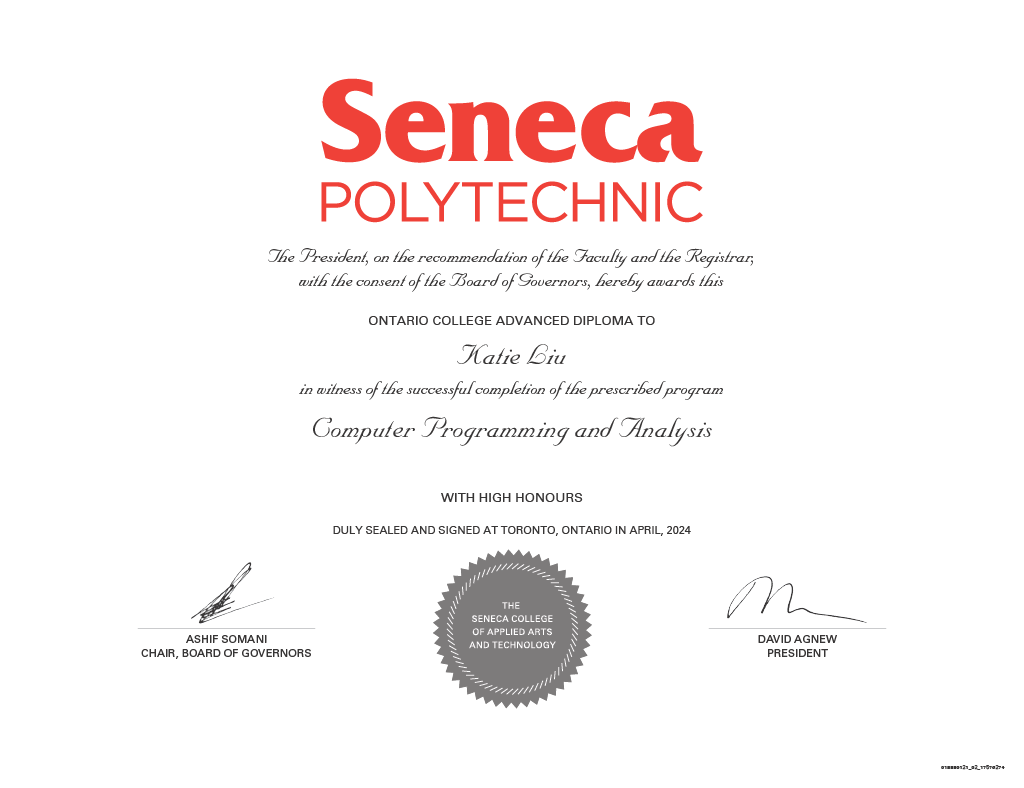 Seneca
POLYTECHNIC
The President, on the recommendation of the Faculty and the Registrar,
with the consent of the Board of Governors, hereby awards this
ONTARIO COLLEGE ADVANCED DIPLOMA TO
Katie Liu
in witness of the successful completion of the prescribed program
Computer Programming and Analysis
WITH HIGH HONOURS
DULY SEALED AND SIGNED AT TORONTO, ONTARIO IN APRIL, 2024
THE
SENECA COLLEGE
OF APPLIED ARTS
AND TECHNOLOGY
ASHIF SOMANI
CHAIR, BOARD OF GOVERNORS
DAVID AGNEW
PRESIDENT